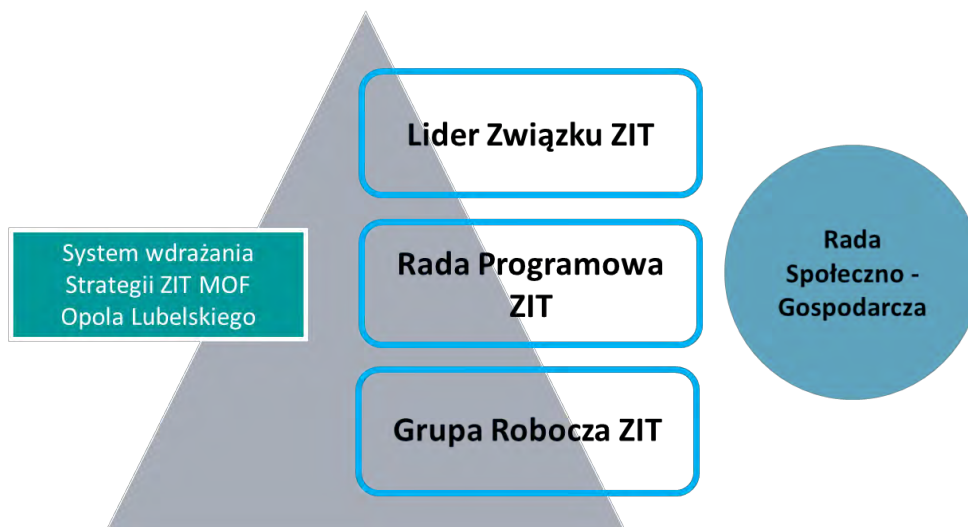 Lider Związku ZIT
System wdrażania
Strategii ZIT MOF
Opola Lubelskiego
Rada Programowa
ZIT
Rada
Społeczno -
Gospodarcza
Grupa Robocza ZIT